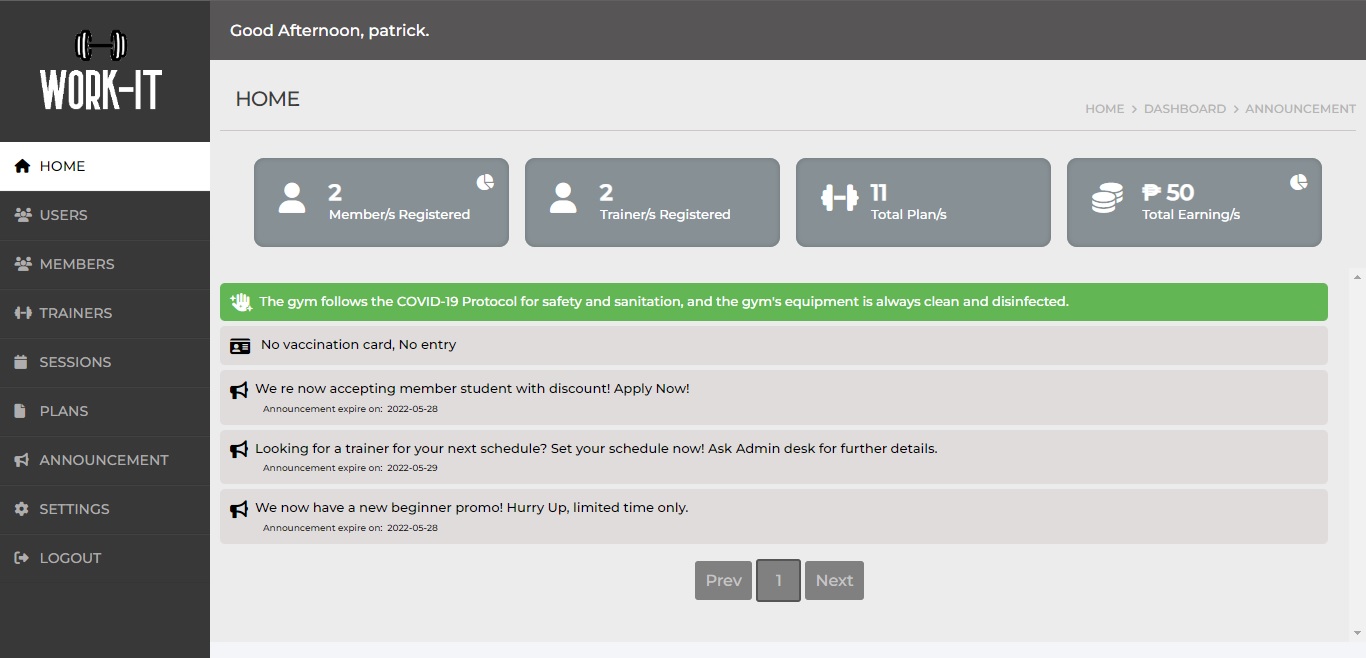 WORK-IT
Good Afternoon, patrick.
HOME
HOME > DASHBOARD > ANNOUNCEMENT
HOME
USERS
MEMBERS
TRAINERS
SESSIONS
PLANS
ANNOUNCEMENT
SETTINGS
LOGOUT
2
Member/s Registered
2
Trainer/s Registered
11
Total Plan/s
₱ 50
Total Earning/s
The gym follows the COVID-19 Protocol for safety and sanitation, and the gym's equipment is always clean and disinfected.
No vaccination card, No entry
We re now accepting member student with discount! Apply Now!
Announcement expire on: 2022-05-28
Looking for a trainer for your next schedule? Set your schedule now! Ask Admin desk for further details.
Announcement expire on: 2022-05-29
We now have a new beginner promo! Hurry Up, limited time only.
Announcement expire on: 2022-05-28
Prev 1 Next